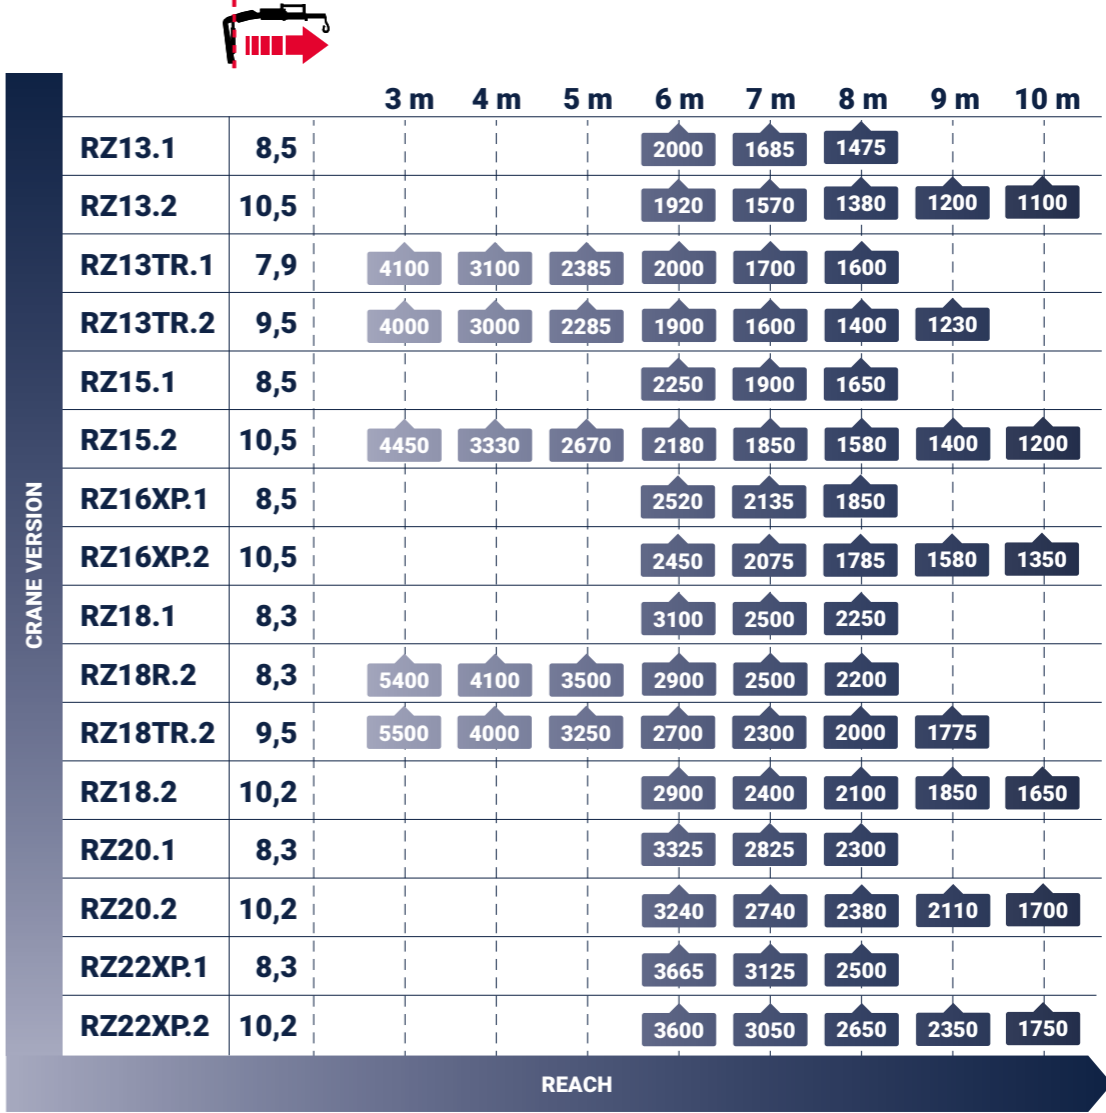 3 m 4 m 5 m 6 m 7 m 8 m 9 m 10 m
RZ13.1 8,5 2000 1685 1475
RZ13.2 10,5 1920 1570 1380 1200 1100
RZ13TR.1 7,9 4100 3100 2385 2000 1700 1600
RZ13TR.2 9,5 4000 3000 2285 1900 1600 1400 1230
RZ15.1 8,5 2250 1900 1650
RZ15.2 10,5 4450 3330 2670 2180 1850 1580 1400 1200
RZ16XP.1 8,5 2520 2135 1850
RZ16XP.2 10,5 2450 2075 1785 1580 1350
RZ18.1 8,3 3100 2500 2250
RZ18R.2 8,3 5400 4100 3500 2900 2500 2200
RZ18TR.2 9,5 5500 4000 3250 2700 2300 2000 1775
RZ18.2 10,2 2900 2400 2100 1850 1650
RZ20.1 8,3 3325 2825 2300
RZ20.2 10,2 3240 2740 2380 2110 1700
RZ22XP.1 8,3 3665 3125 2500
RZ22XP.2 10,2 3600 3050 2650 2350 1750
CRANE VERSION
REACH